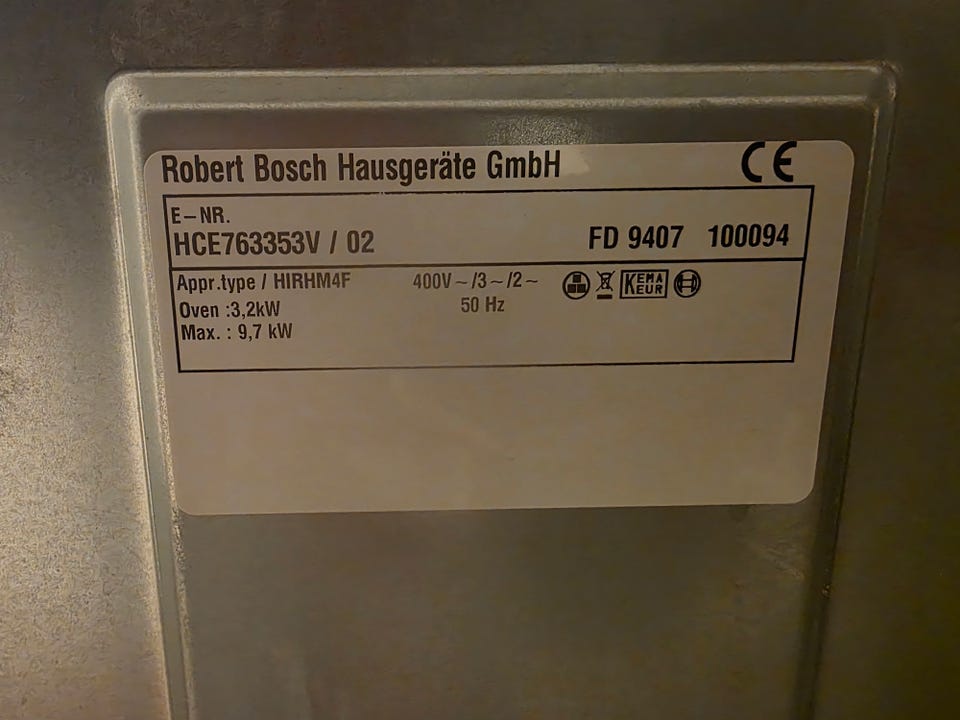 Robert Bosch Hausgeräte GmbH CE
E-NR.
HCE763353V / 02 FD 9407 100094
Appr.type / HIRHM4F 400V~/3~/2~ KEMA
EUR
Oven :3,2kW 50 Hz
Max. : 9,7 kW